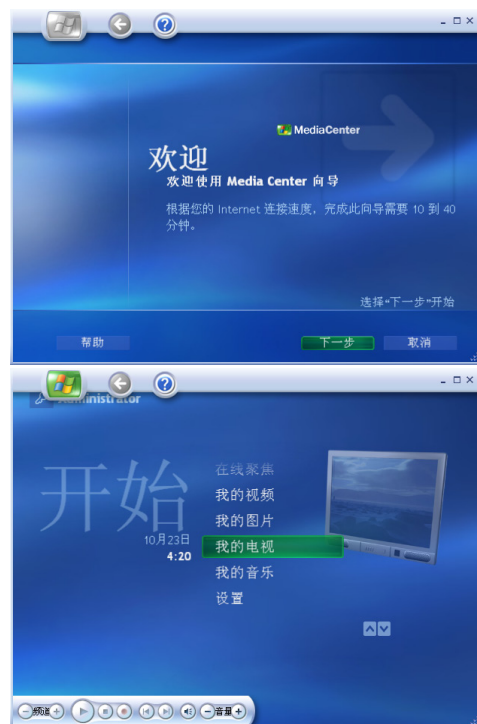 MediaCenter
欢迎
欢迎使用 Media Center 向导
根据您的 Internet 连接速度，完成此向导需要 10 到 40
分钟。
选择“下一步”开始
帮助
下一步
取消
Administrator
开始
10月23日
4:20
在线聚焦
我的视频
我的图片
我的电视
我的音乐
设置
频道
音量